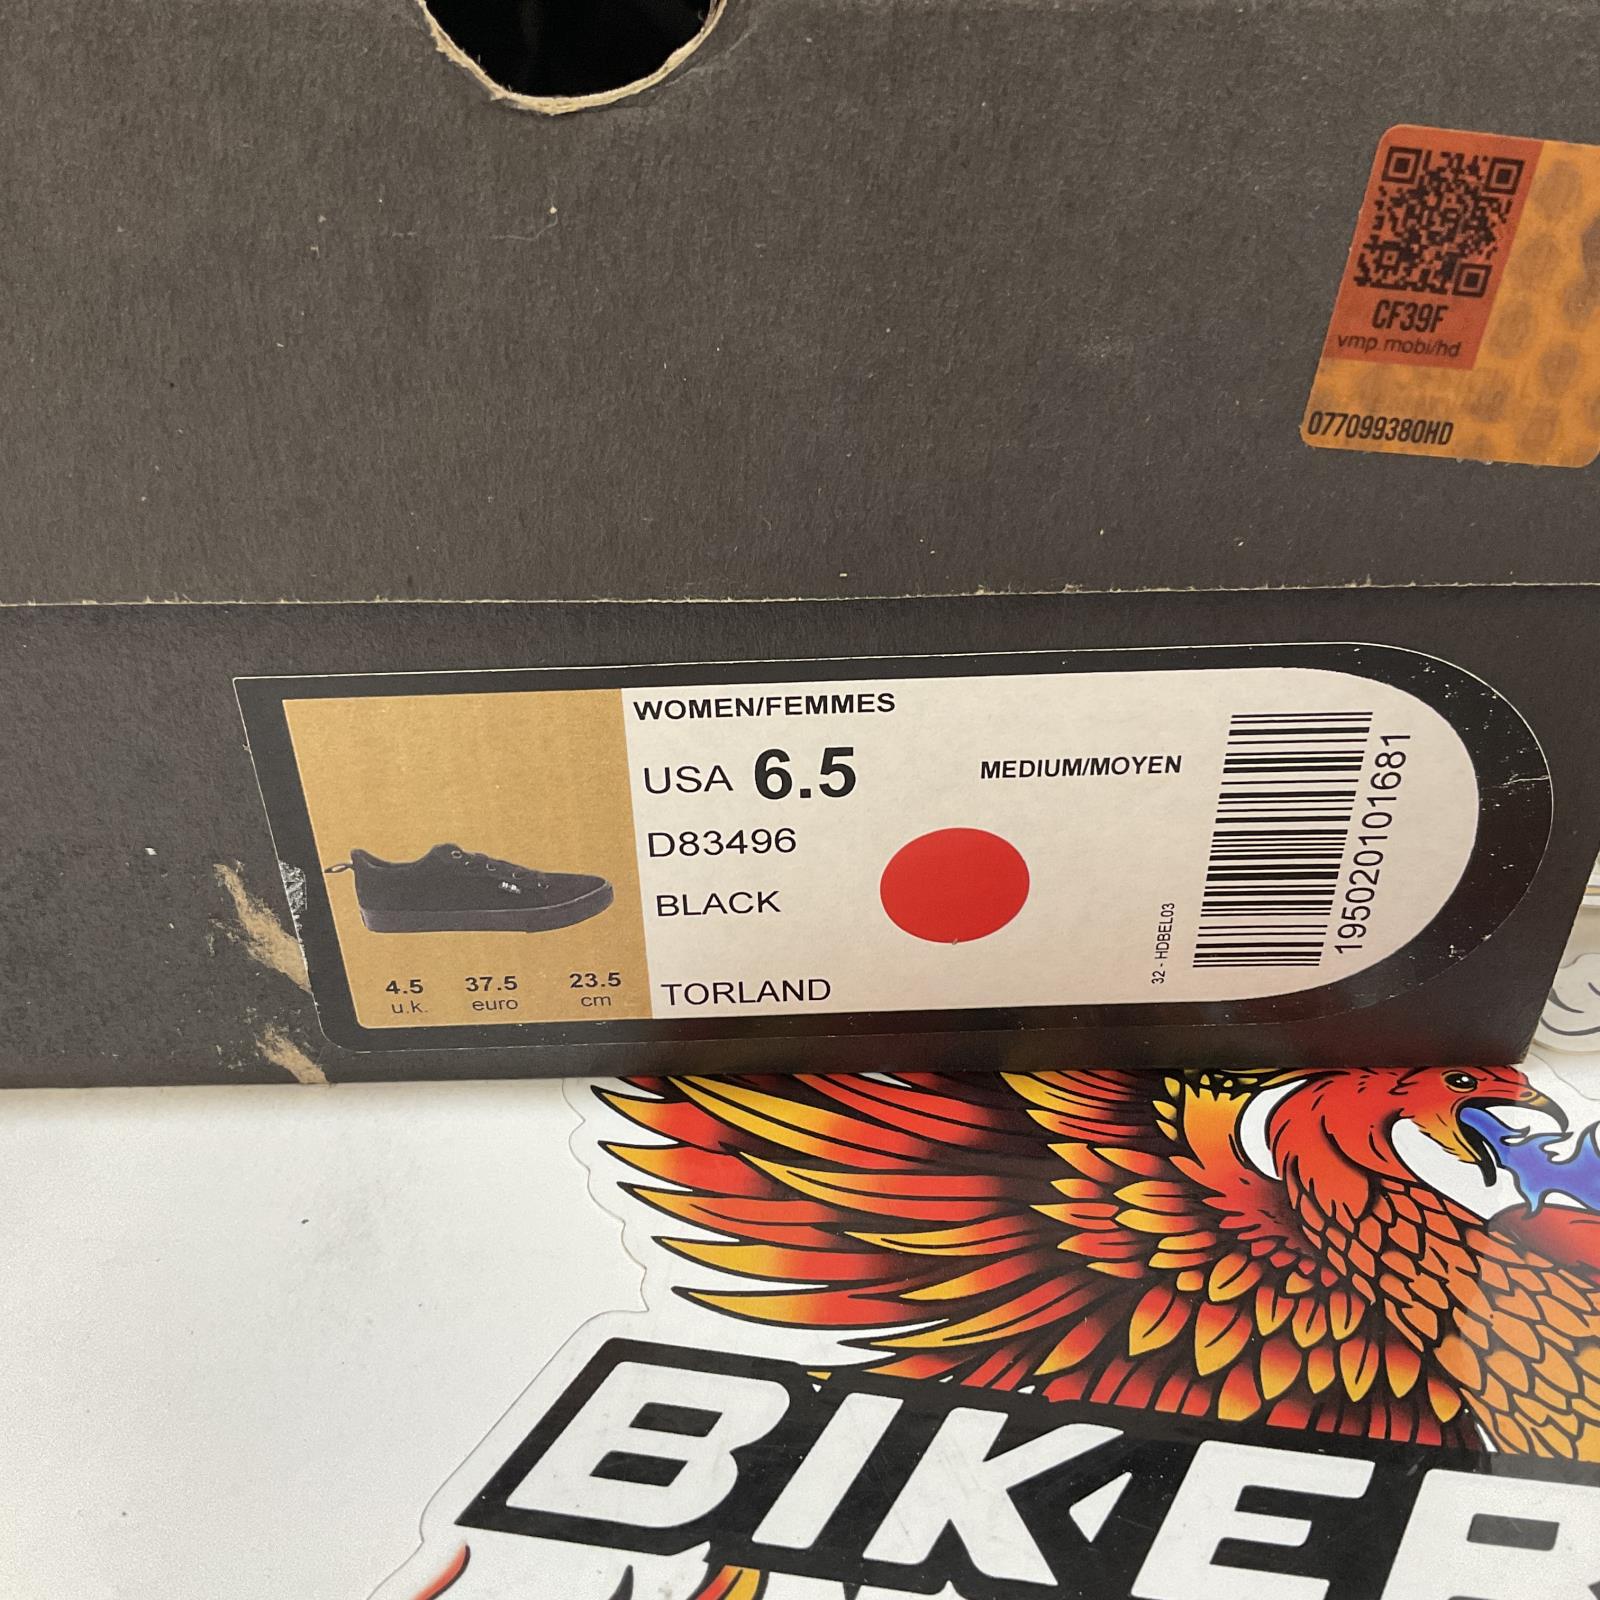 CF39F
vmp.mobi/hd
077099380HD
WOMEN/FEMMES
USA 6.5
MEDIUM/MOYEN
D83496
BLACK
TORLAND
4.5 37.5 23.5
u.k. euro cm
32 - HDBEL03
195020101681
BIKER